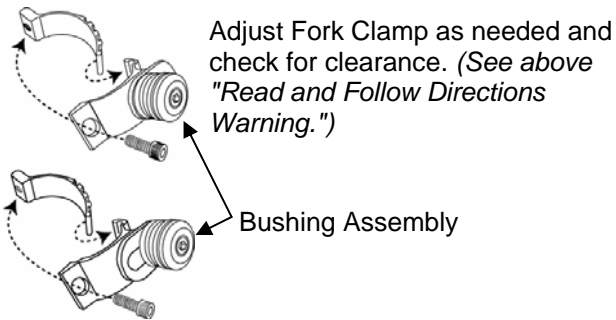 Adjust Fork Clamp as needed and
check for clearance. (See above
"Read and Follow Directions
Warning.")
Bushing Assembly